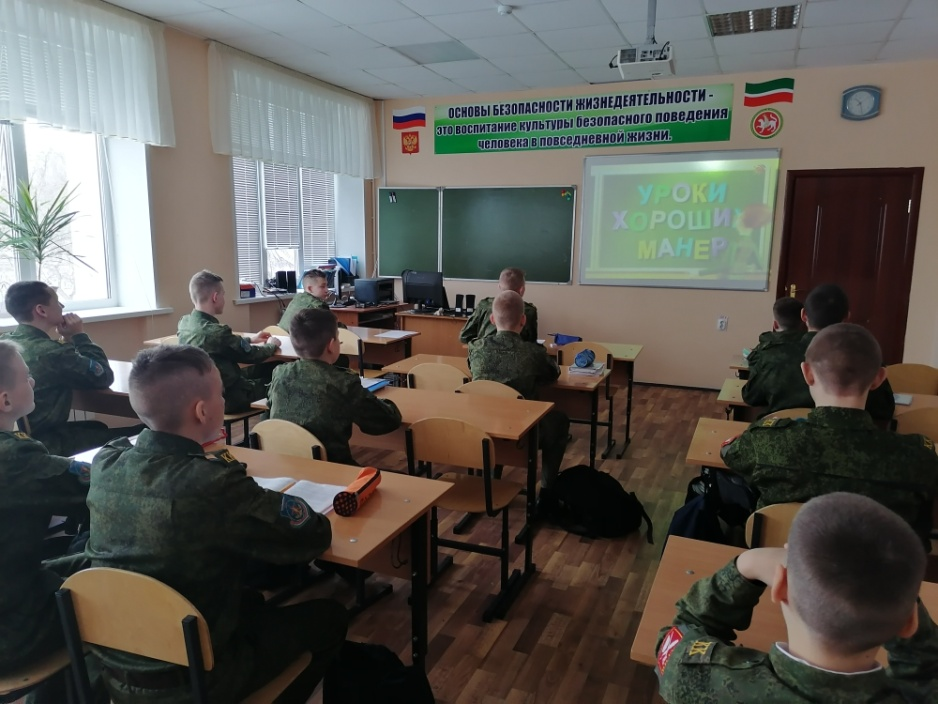 ОСНОВЫ БЕЗОПАСНОСТИ ЖИЗНЕДЕЯТЕЛЬНОСТИ -
это воспитание культуры безопасного поведения
человека в повседневной жизни.
УРОКИ
ХОРОШИХ
МАНЕР